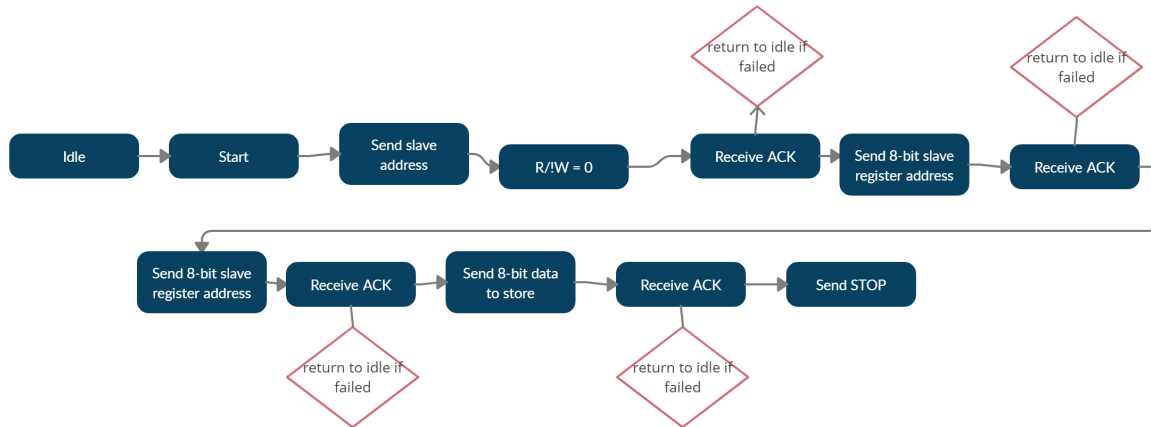 return to idle if
failed
return to idle if
failed
Idle
Start
Send slave
address
R/!W = 0
Receive ACK
Send 8-bit slave
register address
Receive ACK
Send 8-bit slave
register address
Receive ACK
Send 8-bit data
to store
Receive ACK
Send STOP
return to idle if
failed
return to idle if
failed